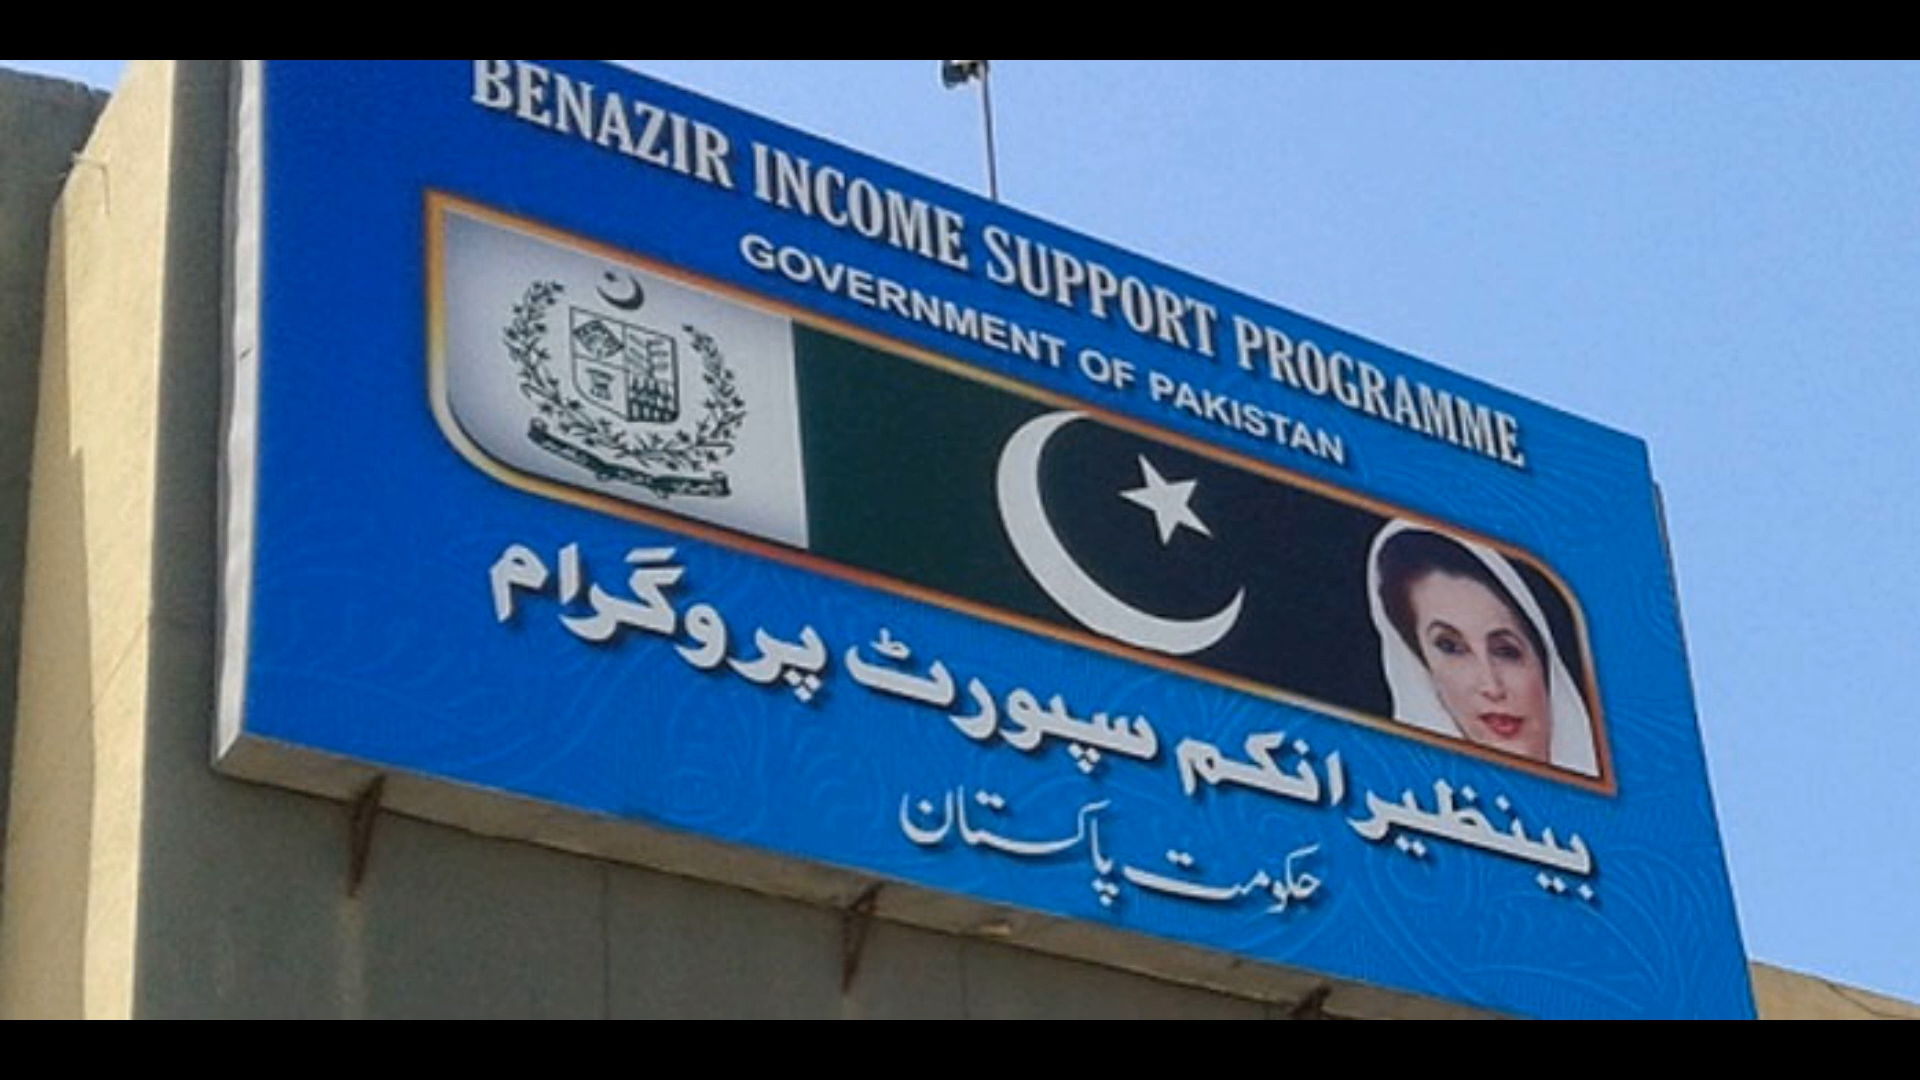 BENAZIR INCOME SUPPORT PROGRAMME
GOVERNMENT OF PAKISTAN
بینظیر انکم سپورٹ پروگرام
حکومت پاکستان